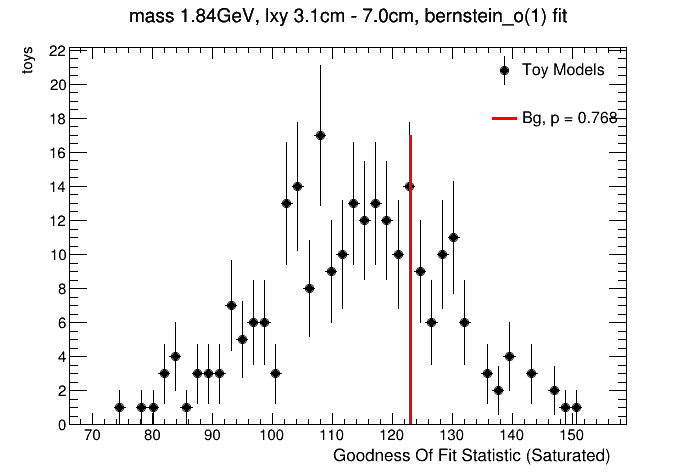 mass 1.84GeV, lxy 3.1cm - 7.0cm, bernstein_o(1) fit
toys
22
20
18
16
14
12
10
8
6
4
2
0
Toy Models
Bg, p = 0.768
70 80 90 100 110 120 130 140 150
Goodness Of Fit Statistic (Saturated)